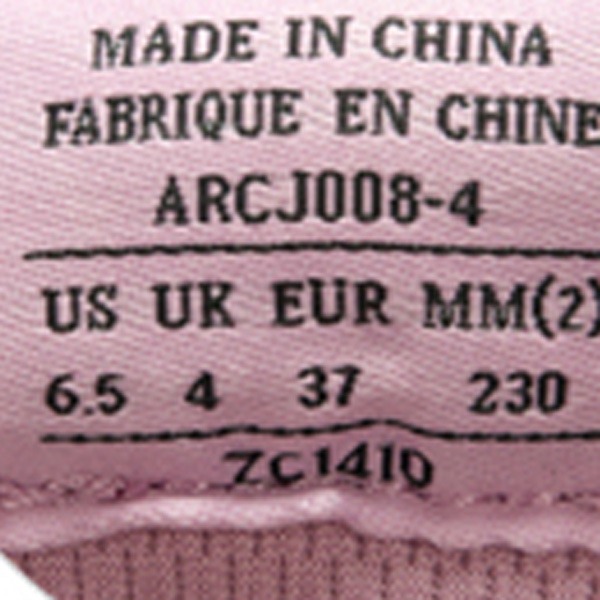 MADE IN CHINA
FABRIQUE EN CHINE
ARCJ008-4
US UK EUR MM(2)
6.5 4 37 230
ZC1410